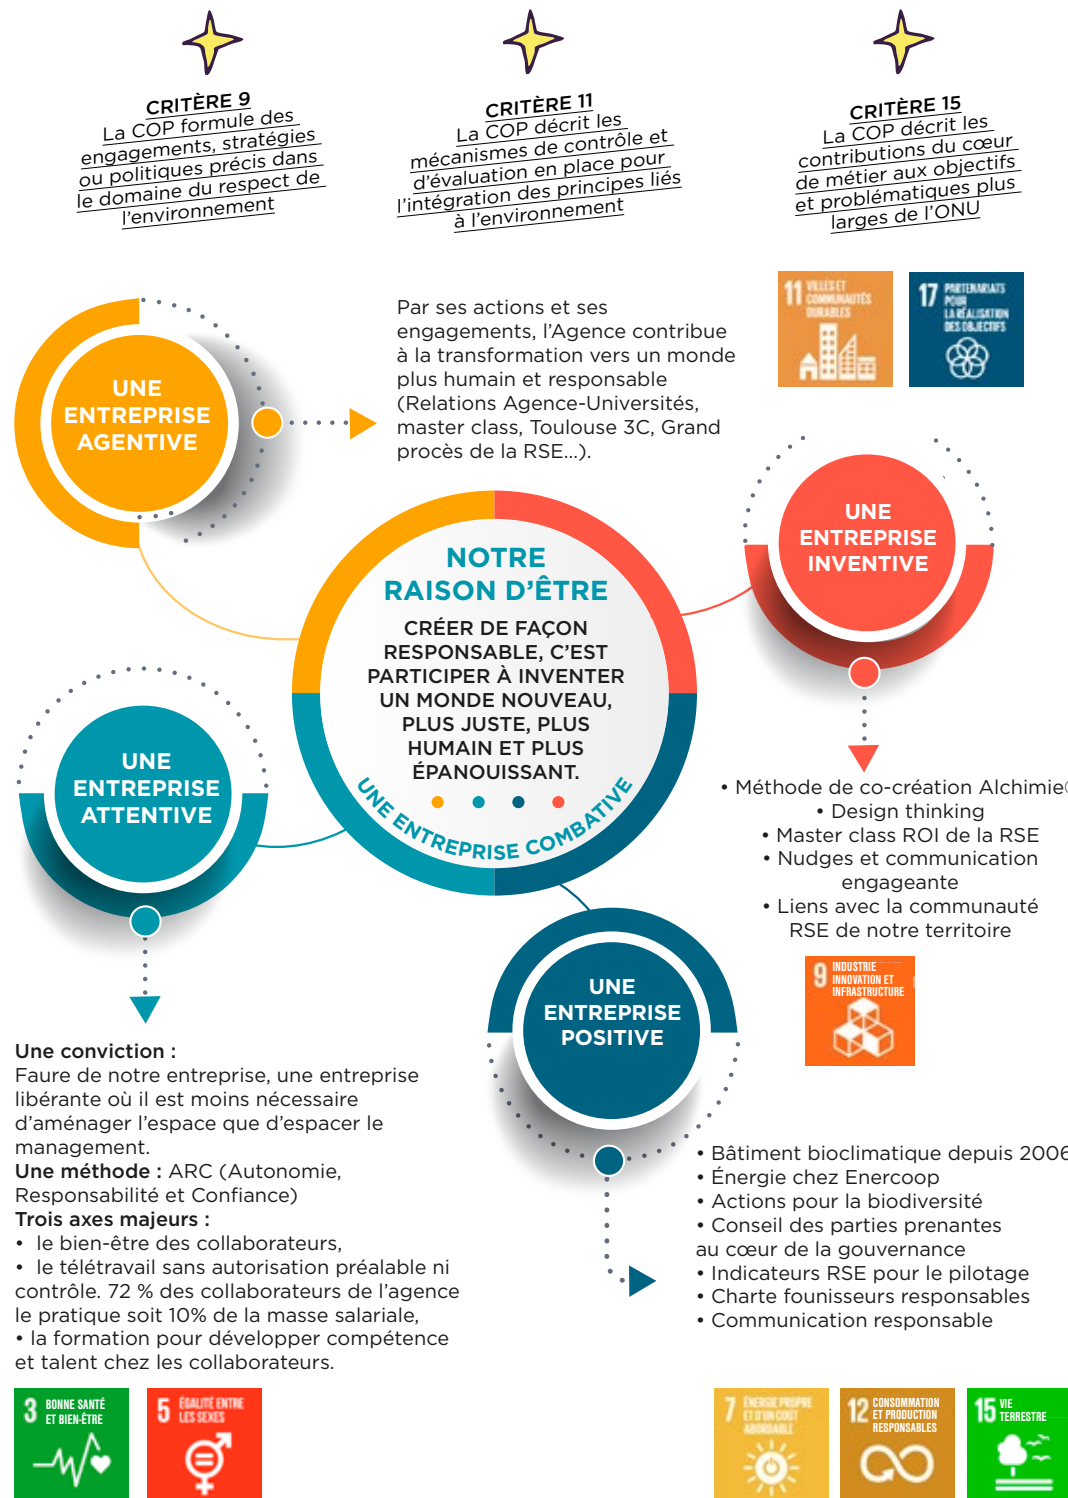 CRITÈRE 9
La COP formule des
engagements, stratégies
ou politiques précis dans
le domaine du respect de
l'environnement
CRITÈRE 11
La COP décrit les
mécanismes de contrôle et
d'évaluation en place pour
l'intégration des principes liés
à l'environnement
CRITÈRE 15
La COP décrit les
contributions du cœur
de métier aux objectifs
et problématiques plus
larges de l'ONU
UNE
ENTREPRISE
AGENTIVE
Par ses actions et ses
engagements, l'Agence contribue
à la transformation vers un monde
plus humain et responsable
(Relations Agence-Universités,
master class, Toulouse 3C, Grand
procès de la RSE...).
11 VILLES ET
COMMUNAUTÉS
DURABLES
17 PARTENARIATS
POUR
LA RÉALISATION
DES OBJECTIFS
NOTRE
RAISON D'ÊTRE
CRÉER DE FAÇON
RESPONSABLE, C'EST
PARTICIPER À INVENTER
UN MONDE NOUVEAU,
PLUS JUSTE, PLUS
HUMAIN ET PLUS
ÉPANOUISSANT.
UNE ENTREPRISE COMBATIVE
UNE
ENTREPRISE
INVENTIVE
• Méthode de co-création Alchimie©
• Design thinking
• Master class ROI de la RSE
• Nudges et communication
engageante
• Liens avec la communauté
RSE de notre territoire
9 INDUSTRIE
INNOVATION ET
INFRASTRUCTURE
UNE
ENTREPRISE
ATTENTIVE
Une conviction :
Faure de notre entreprise, une entreprise
libérante où il est moins nécessaire
d'aménager l'espace que d'espacer le
management.
Une méthode : ARC (Autonomie,
Responsabilité et Confiance)
Trois axes majeurs :
• le bien-être des collaborateurs,
• le télétravail sans autorisation préalable ni
contrôle. 72 % des collaborateurs de l'agence
le pratique soit 10% de la masse salariale,
• la formation pour développer compétence
et talent chez les collaborateurs.
3 BONNE SANTÉ
ET BIEN-ÊTRE
5 ÉGALITÉ ENTRE
LES SEXES
UNE
ENTREPRISE
POSITIVE
• Bâtiment bioclimatique depuis 2006
• Énergie chez Enercoop
• Actions pour la biodiversité
• Conseil des parties prenantes
au cœur de la gouvernance
• Indicateurs RSE pour le pilotage
• Charte founisseurs responsables
• Communication responsable
7 ÉNERGIE PROPRE
ET D'UN COÛT
ABORDABLE
12 CONSOMMATION
ET PRODUCTION
RESPONSABLES
15 VIE
TERRESTRE